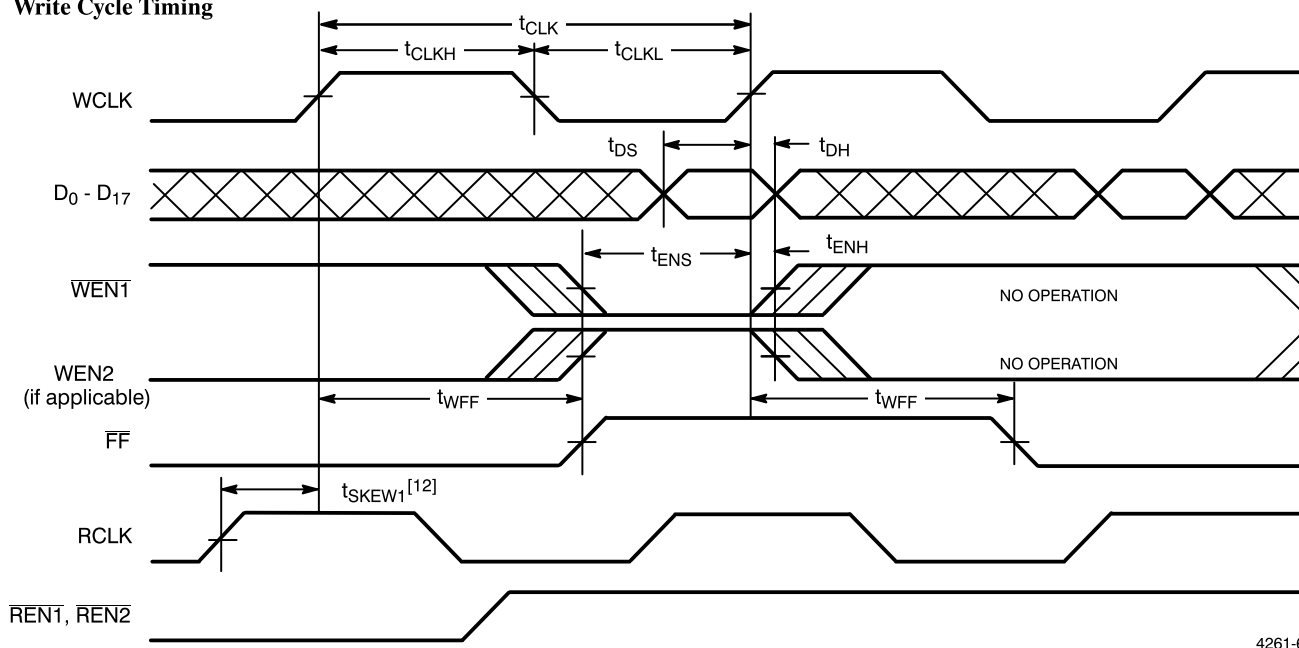 Write Cycle Timing
tCLK
tCLKH
tCLKL
WCLK
tDS
tDH
D0 - D17
tENS
tENH
WEN1
NO OPERATION
WEN2
(if applicable)
NO OPERATION
tWFF
tWFF
FF
tSKEW1[12]
RCLK
REN1, REN2
4261-6